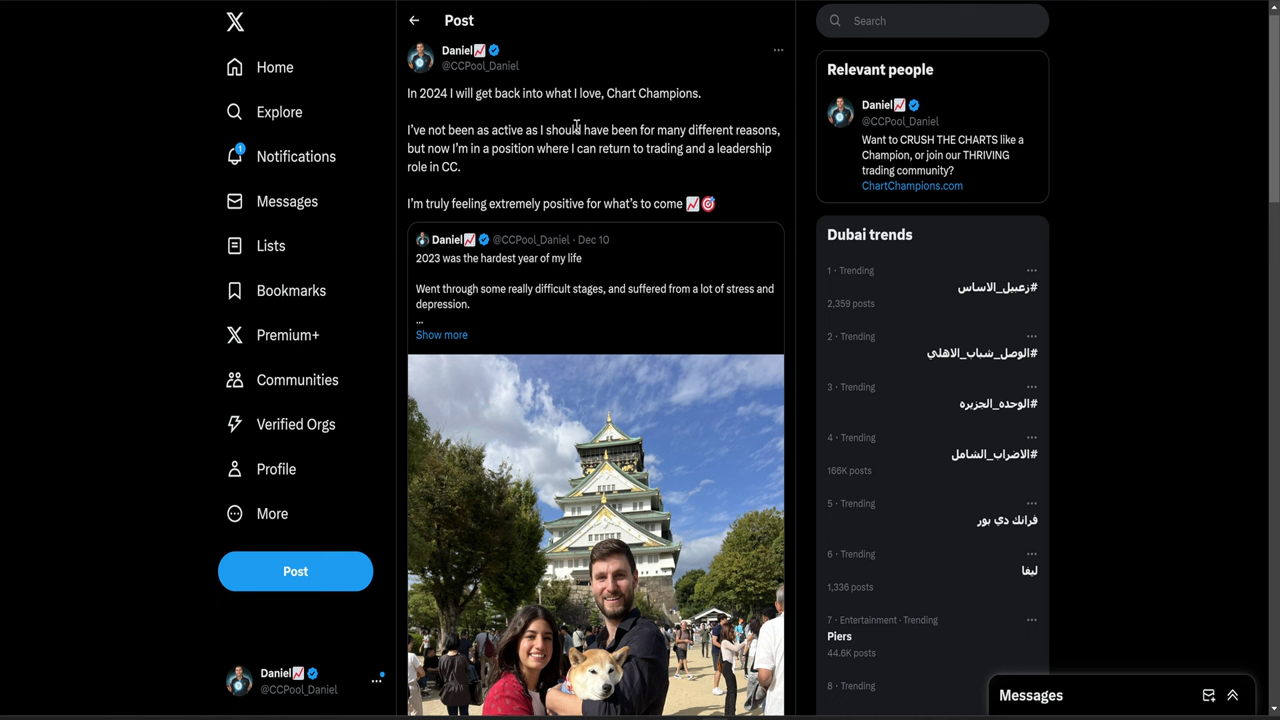 Home
Explore
1
Notifications
Messages
Lists
Bookmarks
Premium+
Communities
Verified Orgs
Profile
More
Post
Daniel📈
@CCPool_Daniel
Post
Daniel📈
@CCPool_Daniel
In 2024 I will get back into what I love, Chart Champions.
I've not been as active as I should have been for many different reasons,
but now I'm in a position where I can return to trading and a leadership
role in CC.
I'm truly feeling extremely positive for what's to come 📈🎯
Daniel📈 @CCPool_Daniel · Dec 10
2023 was the hardest year of my life
Went through some really difficult stages, and suffered from a lot of stress and
depression.
...
Show more
Search
Relevant people
Daniel📈
@CCPool_Daniel
Want to CRUSH THE CHARTS like a
Champion, or join our THRIVING
trading community?
ChartChampions.com
Dubai trends
1 · Trending
#زعبيل_الاساس
2,359 posts
2 · Trending
#الوصل_شباب_الاهلي
3 · Trending
#الوحده_الجزيره
4 · Trending
#الاضراب_الشامل
166K posts
5 · Trending
فرانك دي بور
6 · Trending
ليفا
1,336 posts
7 · Entertainment · Trending
Piers
44.6K posts
8 · Trending
Messages